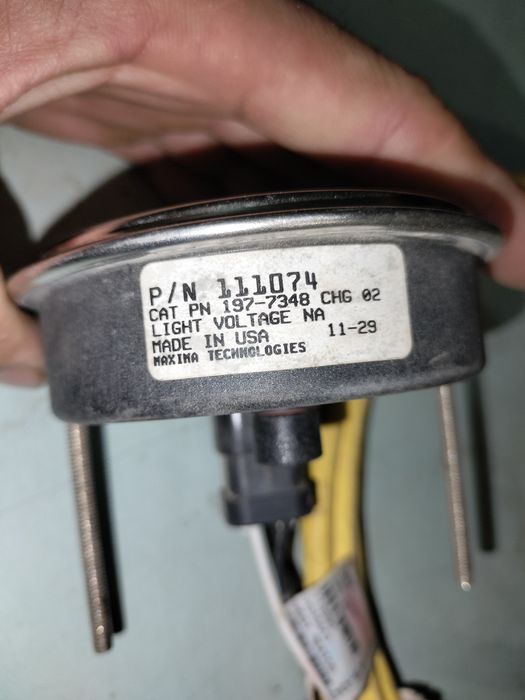 P/N 111074
CAT PN 197-7348 CHG 02
LIGHT VOLTAGE NA
MADE IN USA 11-29
MAXIMA TECHNOLOGIES